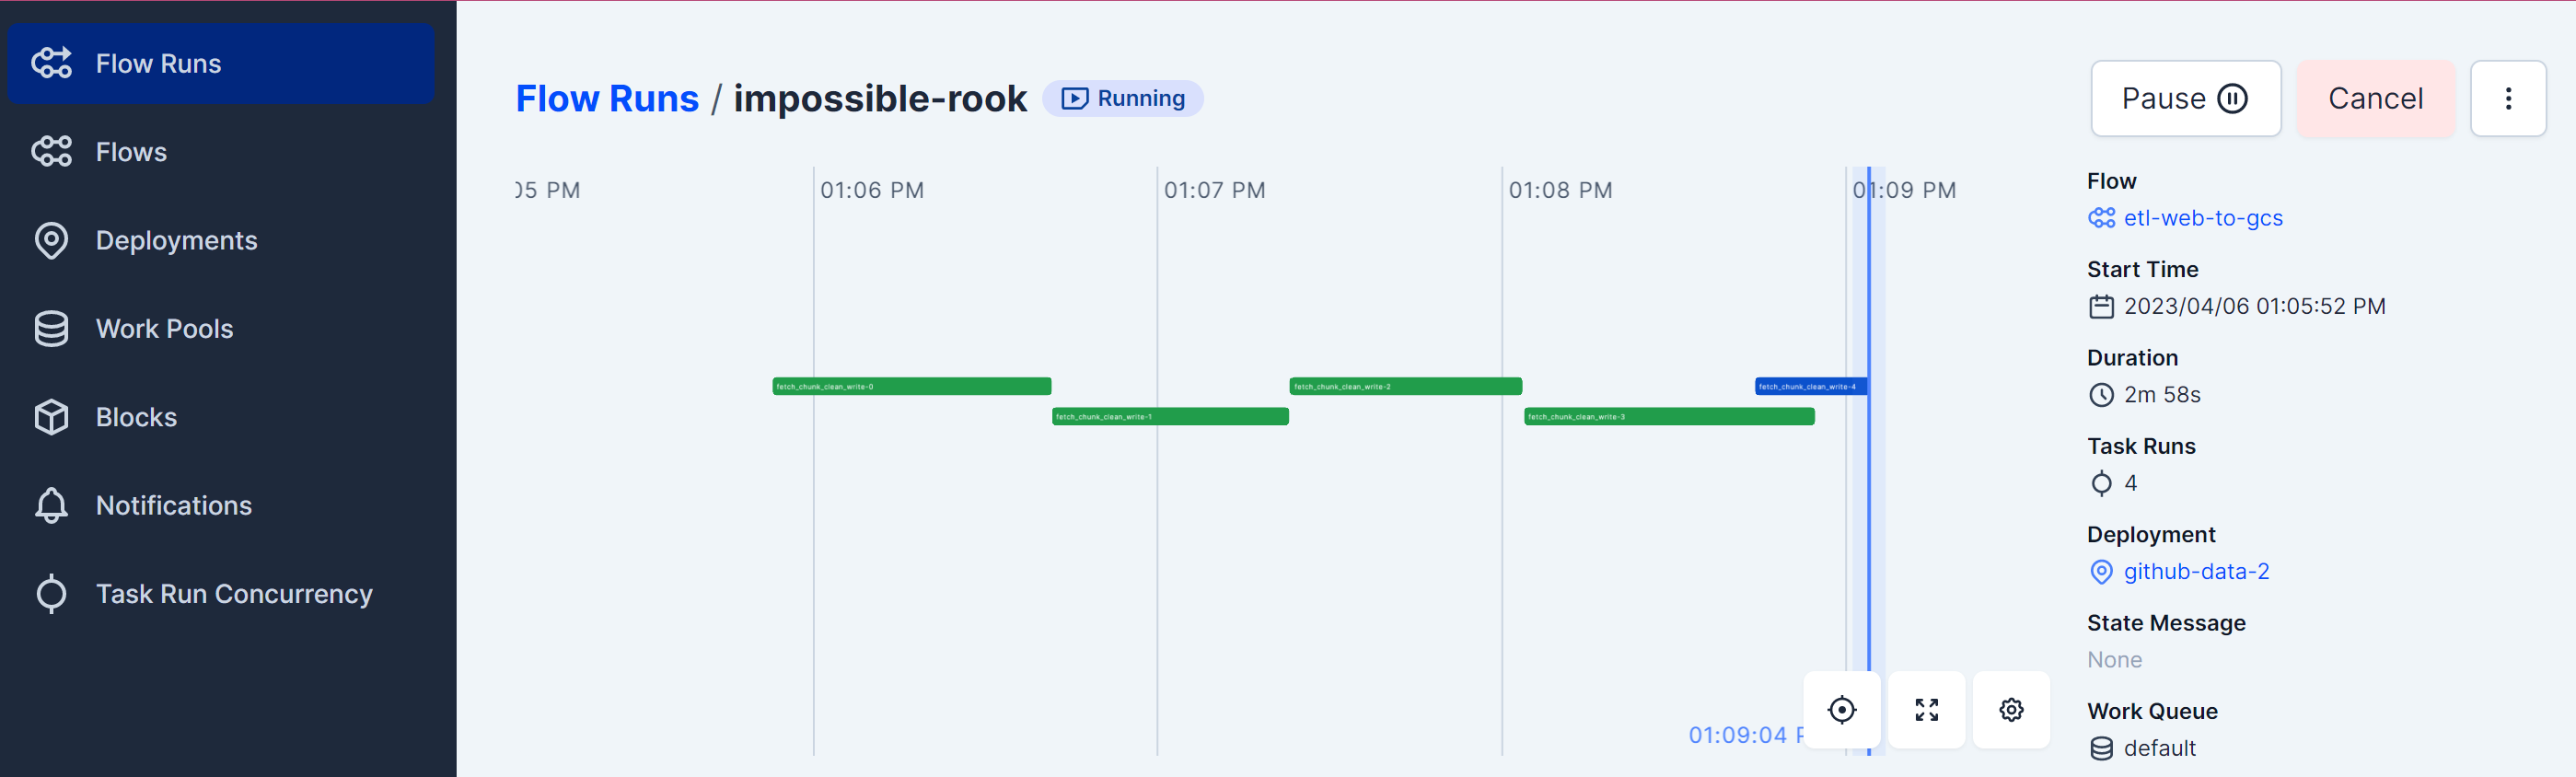 Flow Runs
Flows
Deployments
Work Pools
Blocks
Notifications
Task Run Concurrency
Flow Runs / impossible-rook Running
Pause Cancel
05 PM 01:06 PM 01:07 PM 01:08 PM 01:09 PM
fetch_chunk_clean_write-0 fetch_chunk_clean_write-2 fetch_chunk_clean_write-4
fetch_chunk_clean_write-1 fetch_chunk_clean_write-3
01:09:04 P
Flow
etl-web-to-gcs
Start Time
2023/04/06 01:05:52 PM
Duration
2m 58s
Task Runs
4
Deployment
github-data-2
State Message
None
Work Queue
default